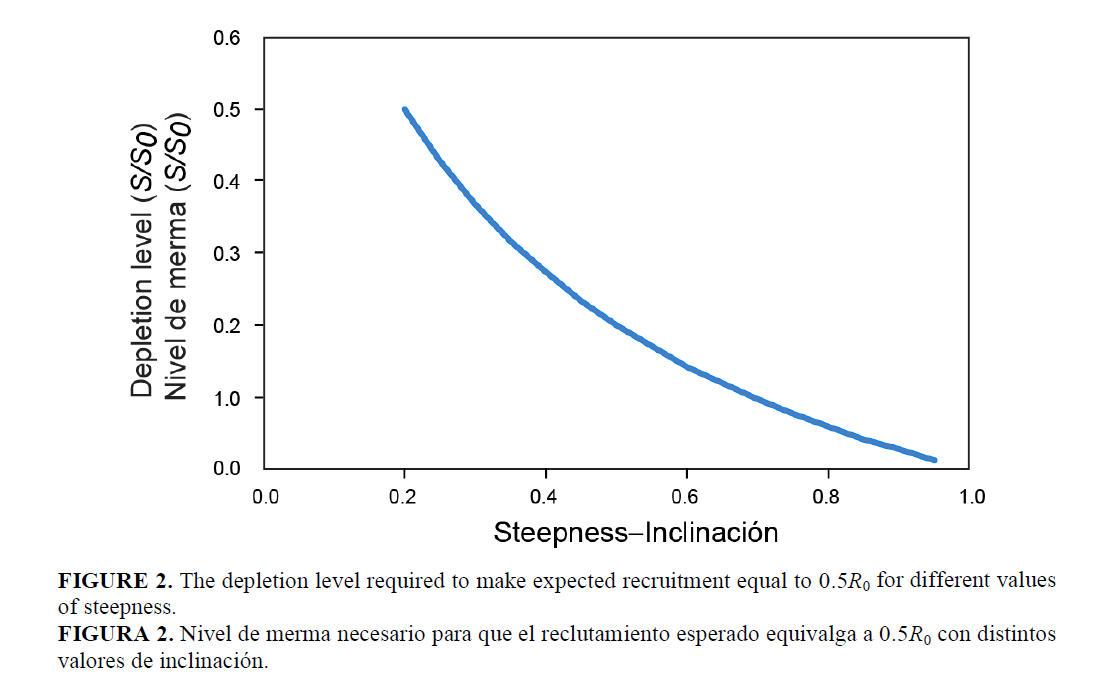 Depletion level (S/S0)
Nivel de merma (S/S0)
0.6
0.5
0.4
0.3
0.2
1.0
0.0
0.0 0.2 0.4 0.6 0.8 1.0
Steepness–Inclinación
FIGURE 2. The depletion level required to make expected recruitment equal to 0.5R0 for different values
of steepness.
FIGURA 2. Nivel de merma necesario para que el reclutamiento esperado equivalga a 0.5R0 con distintos
valores de inclinación.